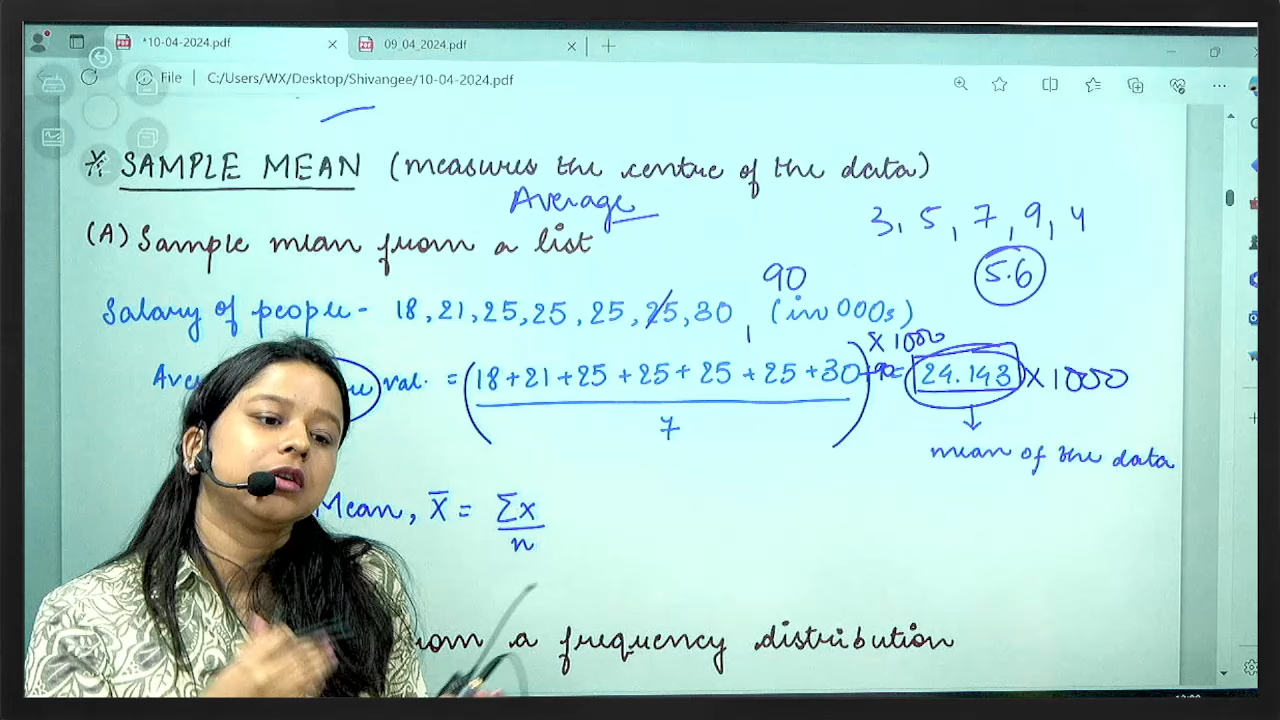 *10-04-2024.pdf
09_04_2024.pdf
File | C:/Users/WX/Desktop/Shivangee/10-04-2024.pdf
SAMPLE MEAN (measures the centre of the data)
Average
3, 5, 7, 9, 4
5.6
(A) Sample mean from a list
90
Salary of people - 18, 21, 25, 25, 25, 25, 30, (in 000s)
x 1000
val. = (18+21+25+25+25+25+30 +90 = 24.143 x 1000
7
mean of the data
Mean, X̄ = Σx
n
a frequency distribution